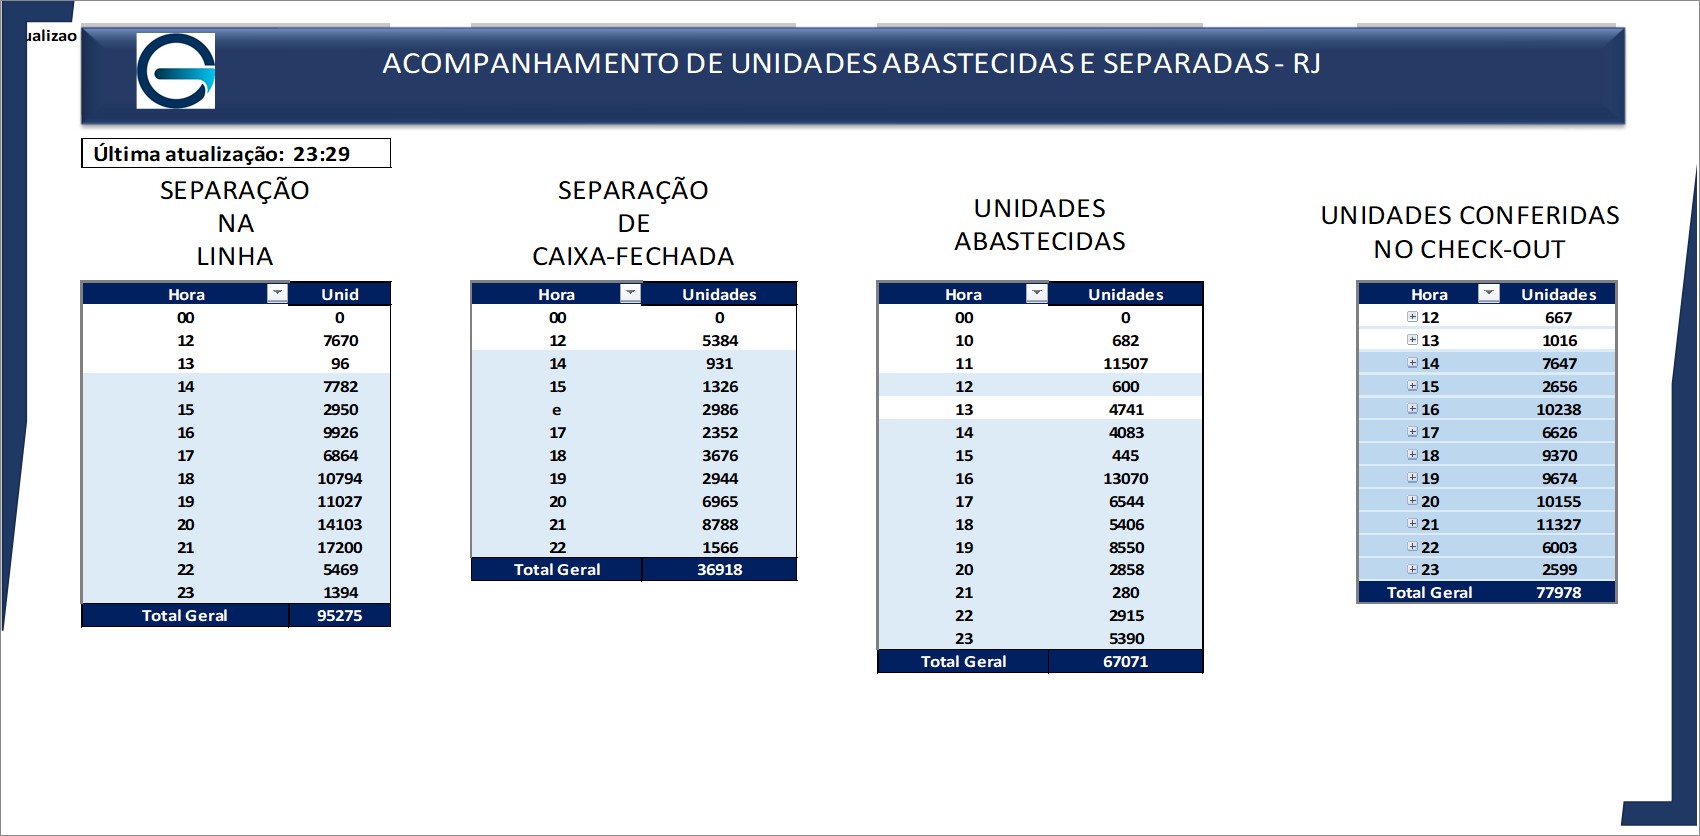 ualizao
ACOMPANHAMENTO DE UNIDADES ABASTECIDAS E SEPARADAS - RJ
Última atualização: 23:29
SEPARAÇÃO
NA
LINHA
Hora Unid
00 0
12 7670
13 96
14 7782
15 2950
16 9926
17 6864
18 10794
19 11027
20 14103
21 17200
22 5469
23 1394
Total Geral 95275
SEPARAÇÃO
DE
CAIXA-FECHADA
Hora Unidades
00 0
12 5384
14 931
15 1326
e 2986
17 2352
18 3676
19 2944
20 6965
21 8788
22 1566
Total Geral 36918
UNIDADES
ABASTECIDAS
Hora Unidades
00 0
10 682
11 11507
12 600
13 4741
14 4083
15 445
16 13070
17 6544
18 5406
19 8550
20 2858
21 280
22 2915
23 5390
Total Geral 67071
UNIDADES CONFERIDAS
NO CHECK-OUT
Hora Unidades
12 667
13 1016
14 7647
15 2656
16 10238
17 6626
18 9370
19 9674
20 10155
21 11327
22 6003
23 2599
Total Geral 77978